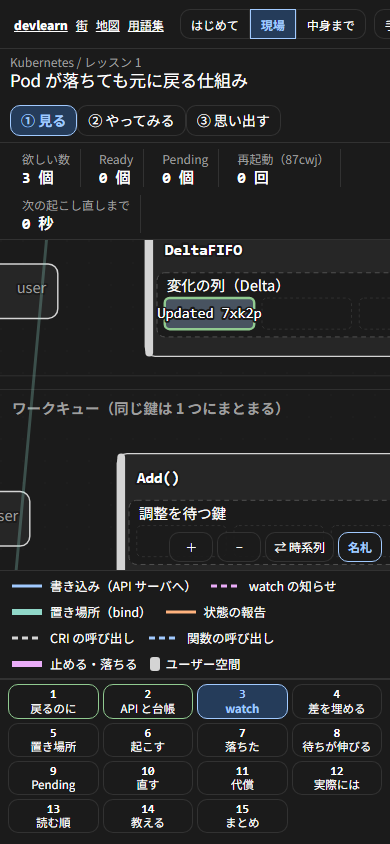 devlearn 街 地図 用語集 はじめて 現場 中身まで
Kubernetes / レッスン 1
Pod が落ちても元に戻る仕組み
① 見る ② やってみる ③ 思い出す
欲しい数 Ready Pending 再起動（87cwj）
3 個 0 個 0 個 0 回
次の起こし直しまで
0 秒
DeltaFIFO
変化の列（Delta）
user
Updated 7xk2p
ワークキュー（同じ鍵は 1 つにまとまる）
Add()
調整を待つ鍵
ser
＋ － ⇄ 時系列 名札
書き込み（API サーバへ） watch の知らせ
置き場所（bind） 状態の報告
CRI の呼び出し 関数の呼び出し
止める・落ちる ユーザー空間
1 2 3 4
戻るのに API と台帳 watch 差を埋める
5 6 7 8
置き場所 起こす 落ちた 待ちが伸びる
9 10 11 12
Pending 直す 代償 実際には
13 14 15
読む順 教える まとめ